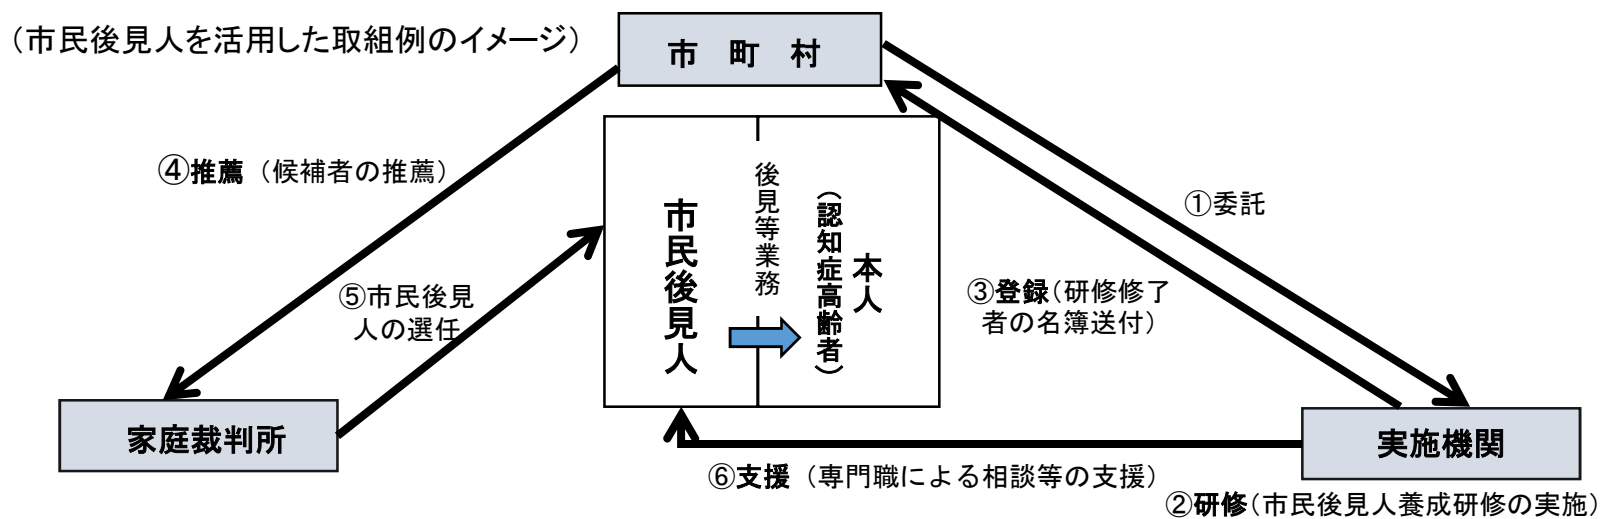 （市民後見人を活用した取組例のイメージ）
市　町　村
④推薦（候補者の推薦）
①委託
市民後見人
後見等業務
本人
（認知症高齢者）
③登録（研修修了
者の名簿送付）
⑤市民後見
人の選任
家庭裁判所
実施機関
⑥支援（専門職による相談等の支援）
②研修（市民後見人養成研修の実施）